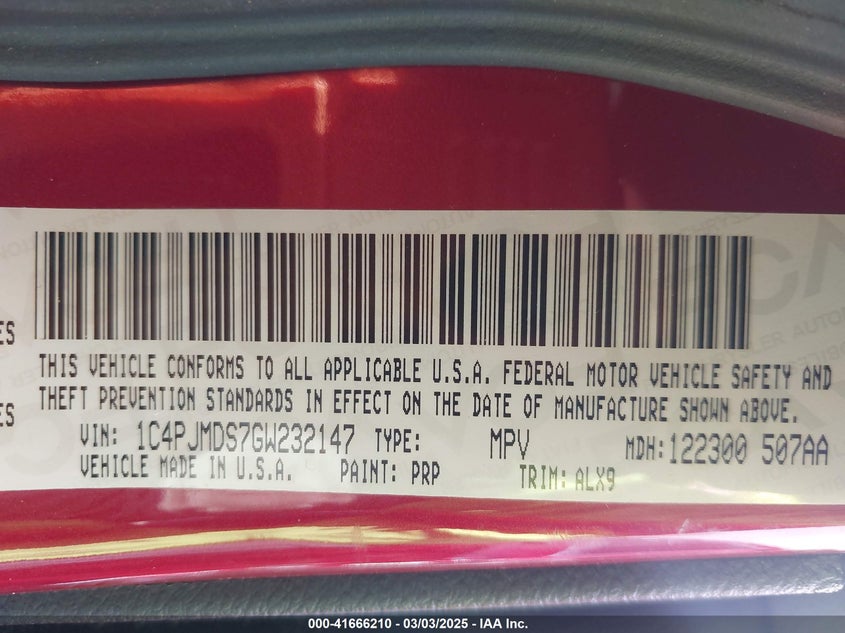 ES
THIS VEHICLE CONFORMS TO ALL APPLICABLE U.S.A. FEDERAL MOTOR VEHICLE SAFETY AND
THEFT PREVENTION STANDARDS IN EFFECT ON THE DATE OF MANUFACTURE SHOWN ABOVE.
ES
VIN: 1C4PJMDS7GW232147 TYPE: MPV MDH: 122300 507AA
VEHICLE MADE IN U.S.A. PAINT: PRP TRIM: ALX9
000-41666210 - 03/03/2025 - IAA Inc.